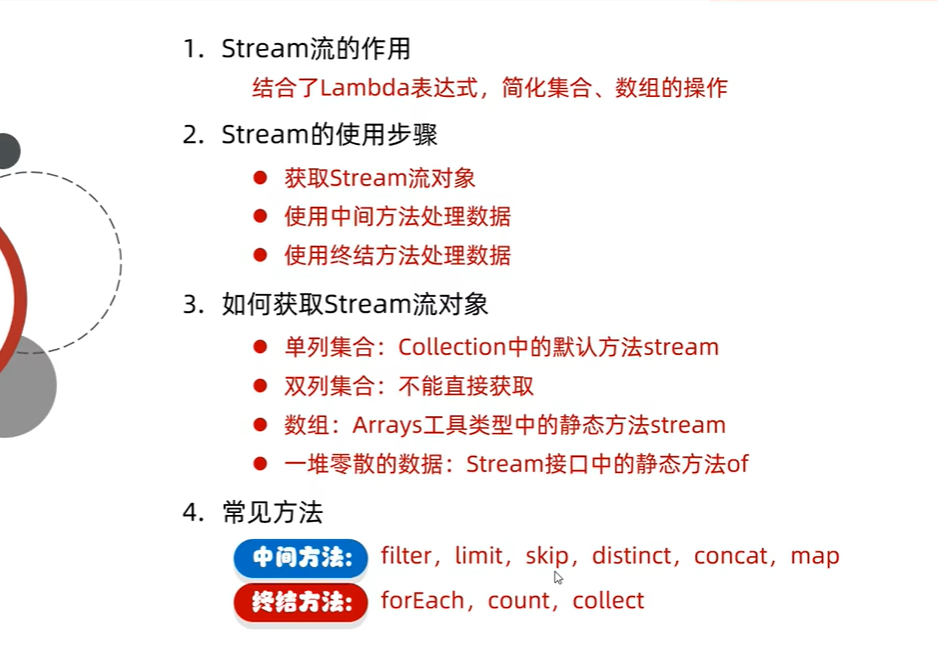 1. Stream流的作用
结合了Lambda表达式，简化集合、数组的操作
2. Stream的使用步骤
● 获取Stream流对象
● 使用中间方法处理数据
● 使用终结方法处理数据
3. 如何获取Stream流对象
● 单列集合：Collection中的默认方法stream
● 双列集合：不能直接获取
● 数组：Arrays工具类型中的静态方法stream
● 一堆零散的数据：Stream接口中的静态方法of
4. 常见方法
中间方法: filter，limit，skip，distinct，concat，map
终结方法: forEach，count，collect